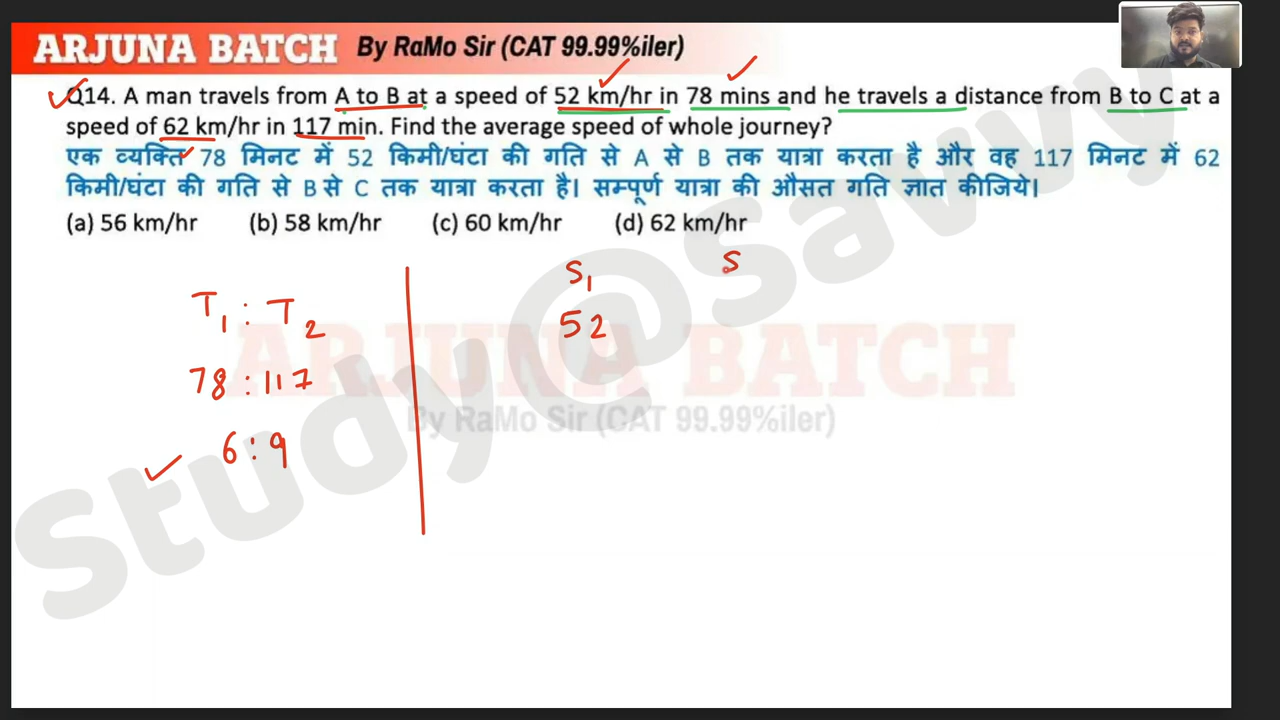 ARJUNA BATCH By RaMo Sir (CAT 99.99%iler)
Q14. A man travels from A to B at a speed of 52 km/hr in 78 mins and he travels a distance from B to C at a
speed of 62 km/hr in 117 min. Find the average speed of whole journey?
एक व्यक्ति 78 मिनट में 52 किमी/घंटा की गति से A से B तक यात्रा करता है और वह 117 मिनट में 62
किमी/घंटा की गति से B से C तक यात्रा करता है। सम्पूर्ण यात्रा की औसत गति ज्ञात कीजिये।
(a) 56 km/hr (b) 58 km/hr (c) 60 km/hr (d) 62 km/hr
S1 S
T1 : T2
52
78 : 117
6 : 9
ARJUNA BATCH
By RaMo Sir (CAT 99.99%iler)
Study@savvy